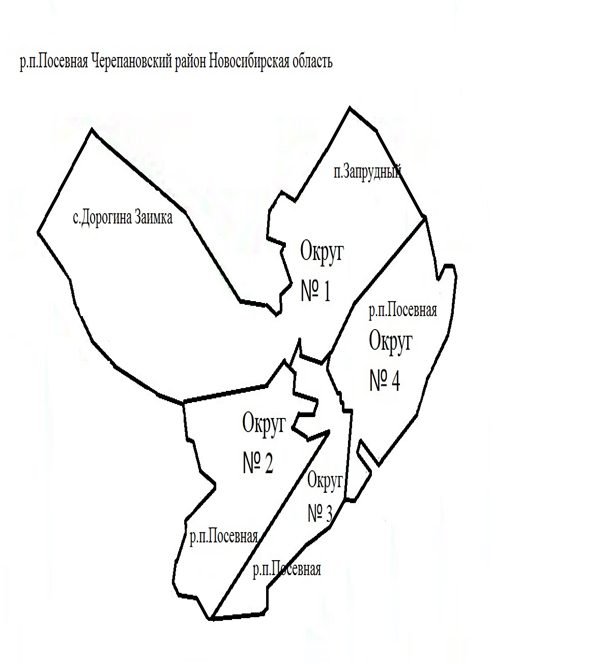 р.п.Посевная Черепановский район Новосибирская область
п.Запрудный
с.Дорогина Заимка
Округ
№ 1
р.п.Посевная
Округ
№ 4
Округ
№ 2
Округ
№ 3
р.п.Посевная
р.п.Посевная